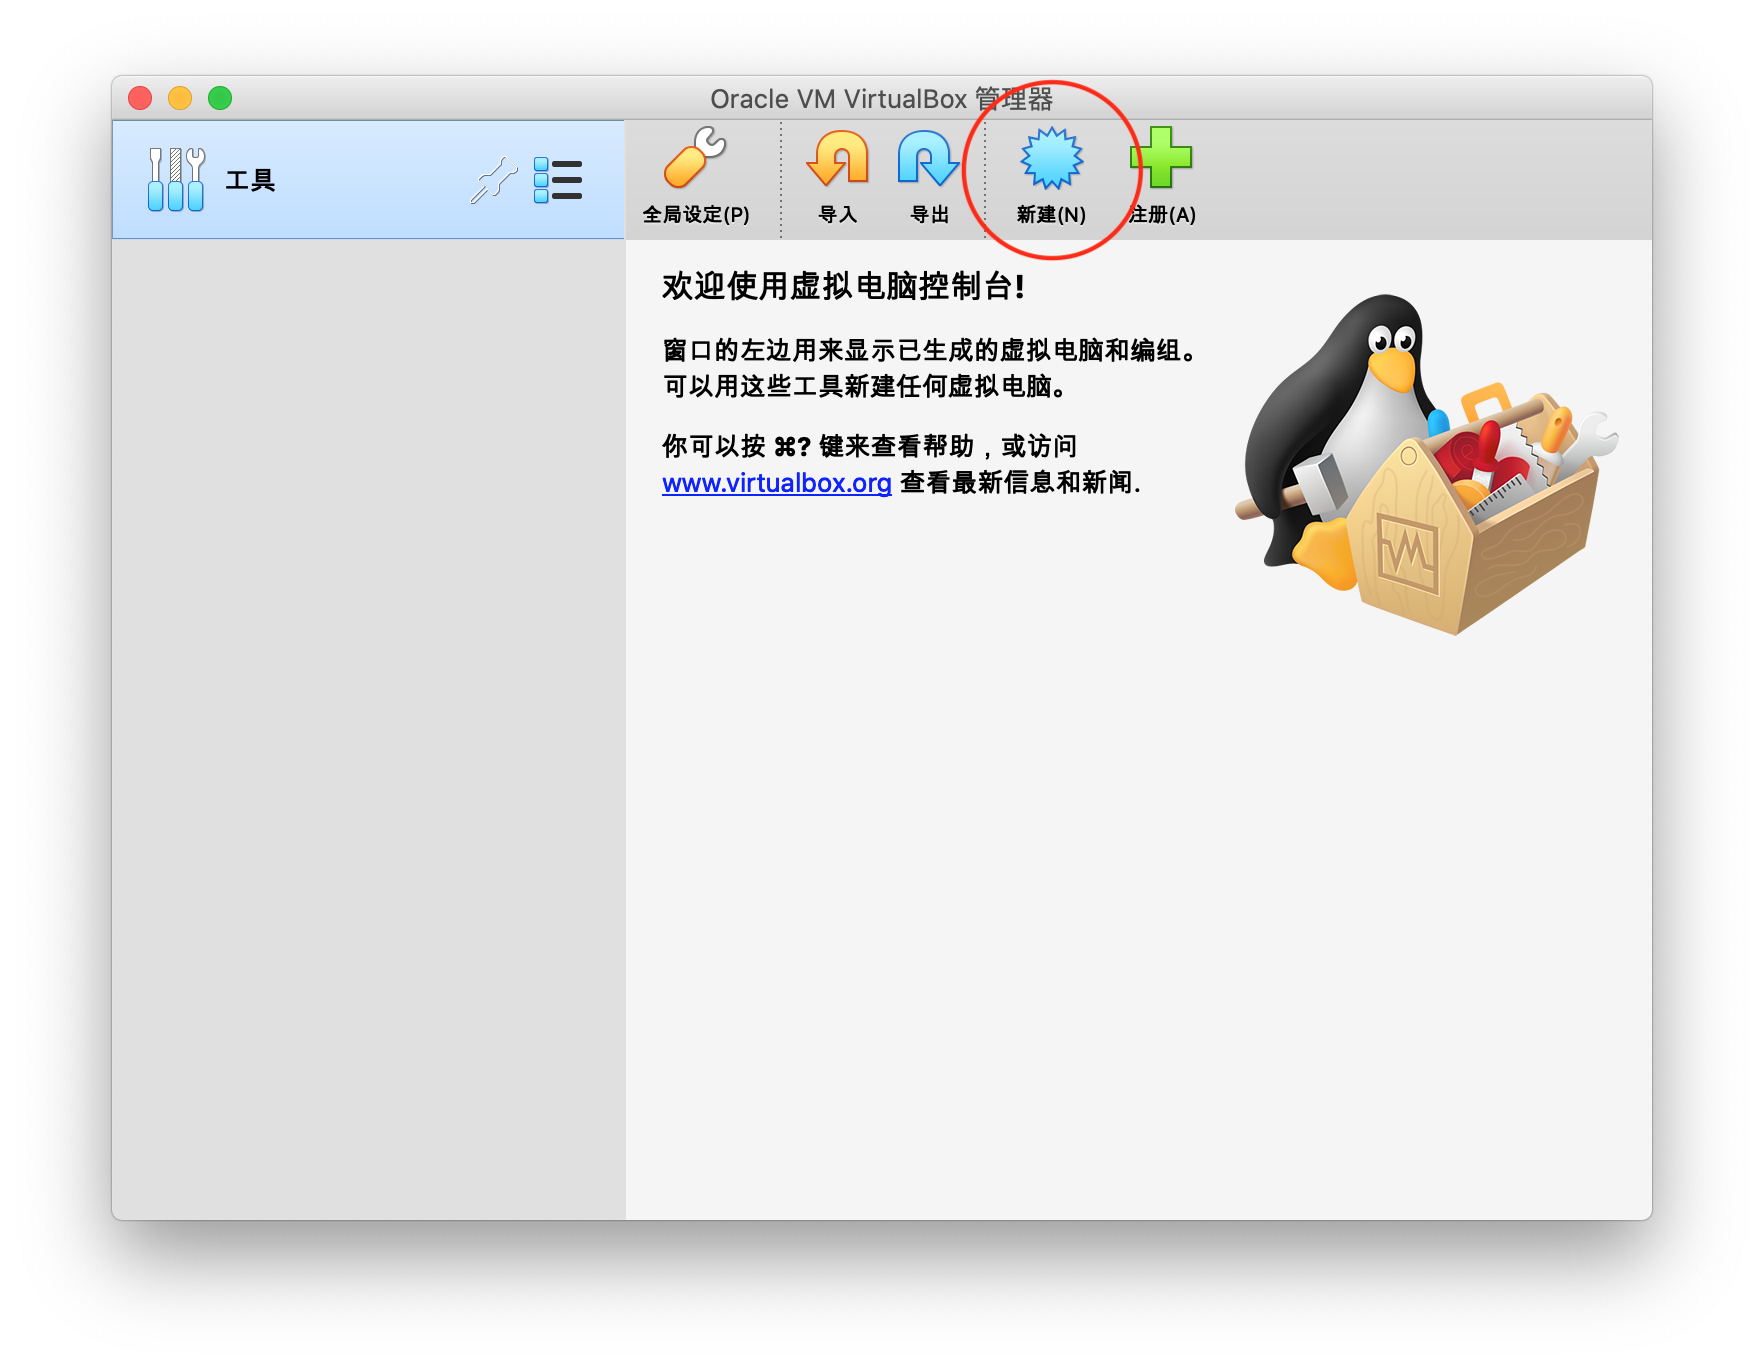 Oracle VM VirtualBox 管理器
工具
全局设定(P)
导入
导出
新建(N)
注册(A)
欢迎使用虚拟电脑控制台!
窗口的左边用来显示已生成的虚拟电脑和编组。
可以用这些工具新建任何虚拟电脑。
你可以按 ⌘? 键来查看帮助，或访问
www.virtualbox.org 查看最新信息和新闻.